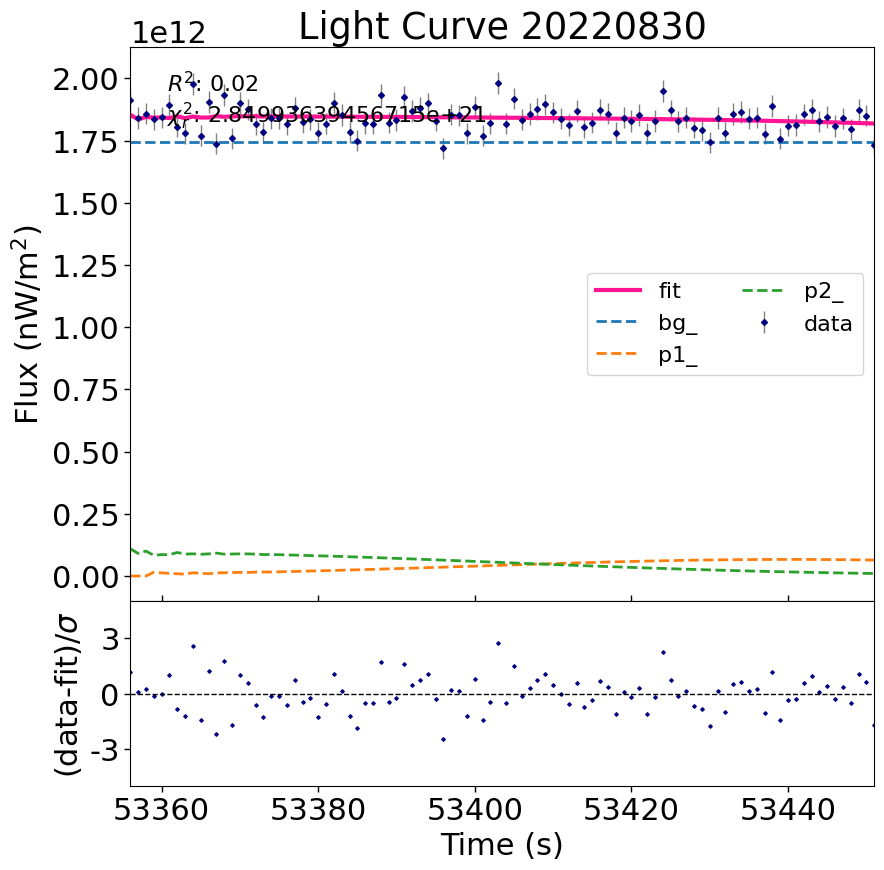 Light Curve 20220830
1e12
R²: 0.02
χ²ᵣ: 2.84993639456715e+21
Flux (nW/m²)
2.00
1.75
1.50
1.25
1.00
0.75
0.50
0.25
0.00
fit
bg_
p1_
p2_
data
(data-fit)/σ
3
0
-3
53360 53380 53400 53420 53440
Time (s)